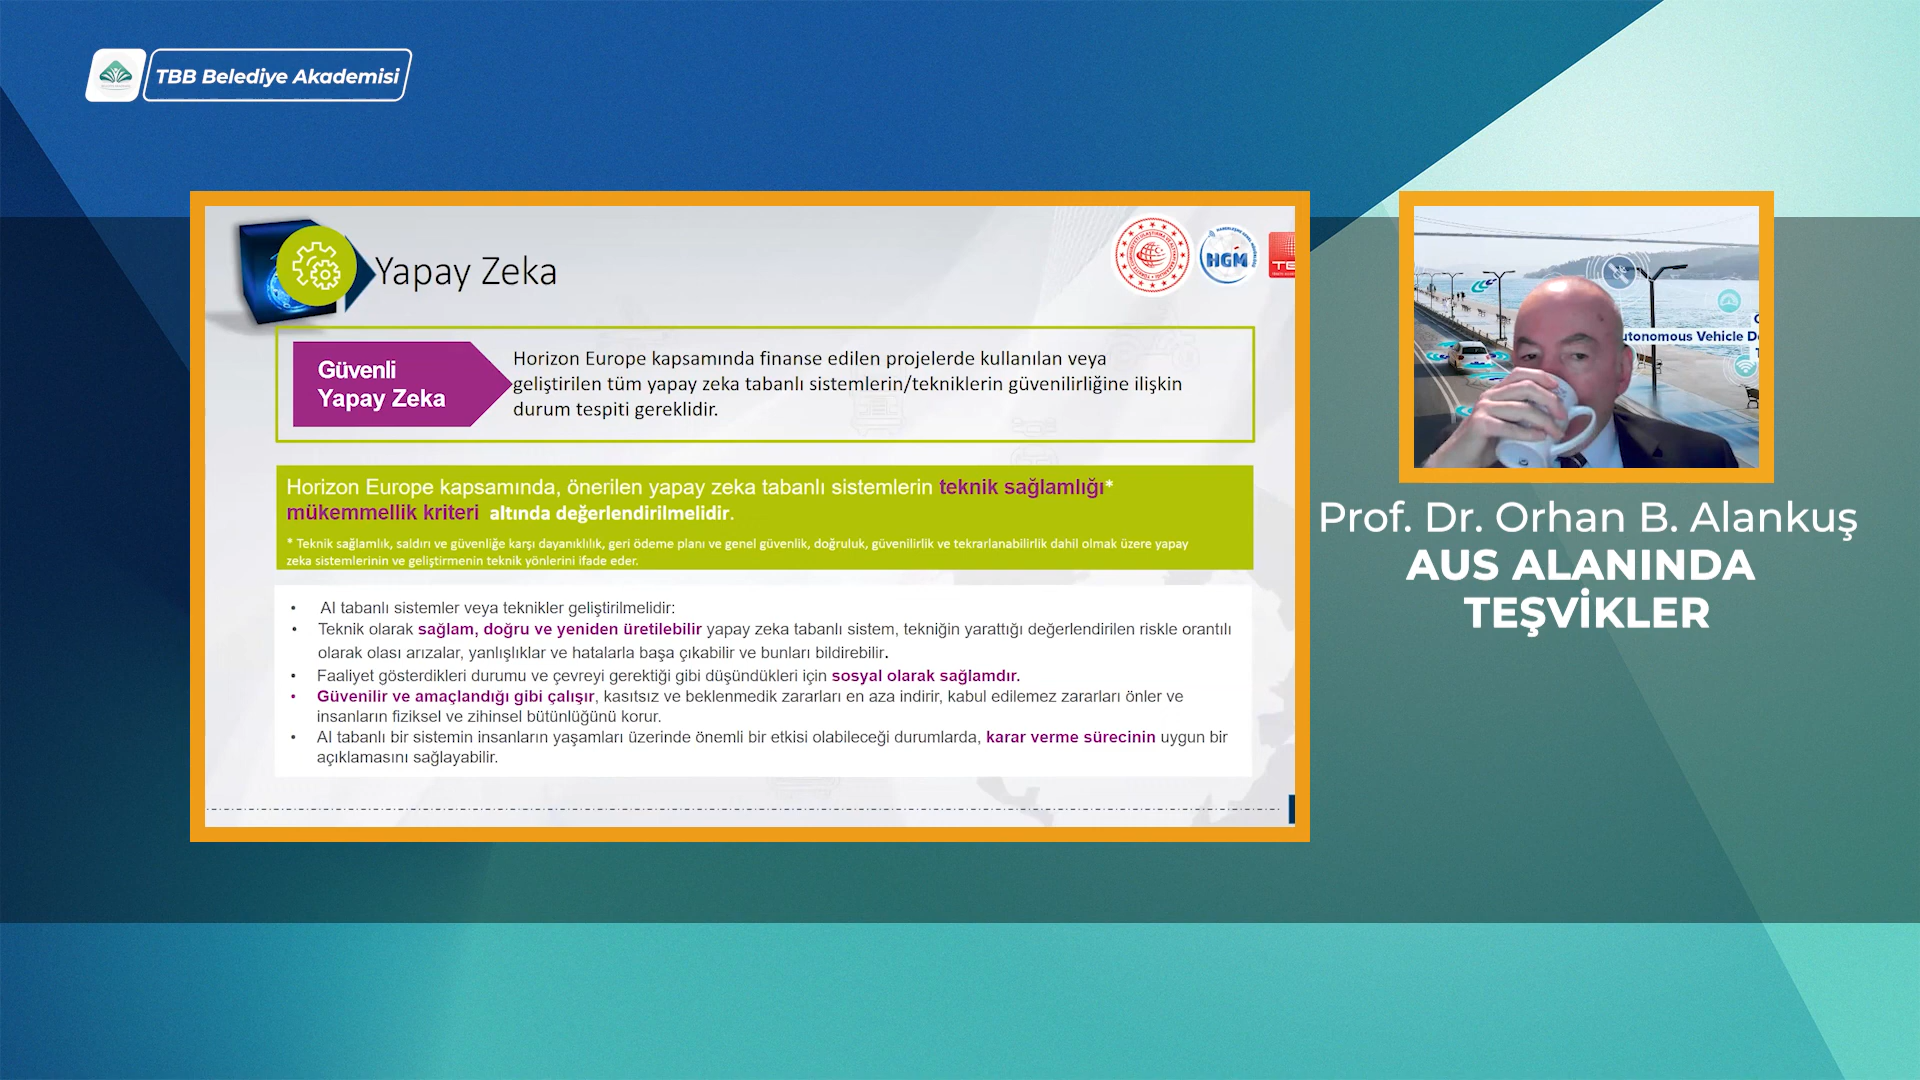 TBB Belediye Akademisi
Yapay Zeka
HGM
Güvenli
Yapay Zeka
Horizon Europe kapsamında finanse edilen projelerde kullanılan veya
geliştirilen tüm yapay zeka tabanlı sistemlerin/tekniklerin güvenilirliğine ilişkin
durum tespiti gereklidir.
Horizon Europe kapsamında, önerilen yapay zeka tabanlı sistemlerin teknik sağlamlığı*
mükemmellik kriteri altında değerlendirilmelidir.
* Teknik sağlamlık, saldırı ve güvenliğe karşı dayanıklılık, geri ödeme planı ve genel güvenlik, doğruluk, güvenilirlik ve tekrarlanabilirlik dahil olmak üzere yapay
zeka sistemlerinin ve geliştirmenin teknik yönlerini ifade eder.
• AI tabanlı sistemler veya teknikler geliştirilmelidir:
• Teknik olarak sağlam, doğru ve yeniden üretilebilir yapay zeka tabanlı sistem, tekniğin yarattığı değerlendirilen riskle orantılı
olarak olası arızalar, yanlışlıklar ve hatalarla başa çıkabilir ve bunları bildirebilir.
• Faaliyet gösterdikleri durumu ve çevreyi gerektiği gibi düşündükleri için sosyal olarak sağlamdır.
• Güvenilir ve amaçlandığı gibi çalışır, kasıtsız ve beklenmedik zararları en aza indirir, kabul edilemez zararları önler ve
insanların fiziksel ve zihinsel bütünlüğünü korur.
• AI tabanlı bir sistemin insanların yaşamları üzerinde önemli bir etkisi olabileceği durumlarda, karar verme sürecinin uygun bir
açıklamasını sağlayabilir.
utonomous Vehicle De
Prof. Dr. Orhan B. Alankuş
AUS ALANINDA
TEŞVİKLER